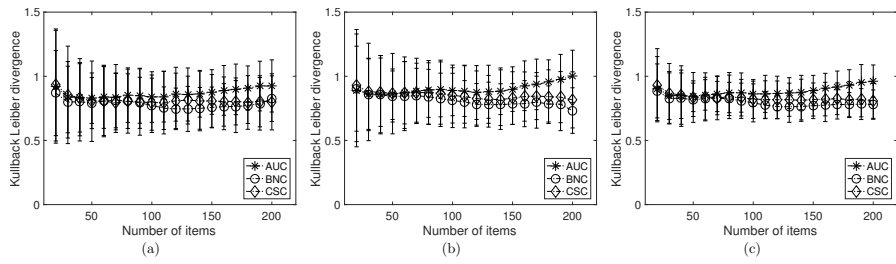 Kullback Leibler divergence
1.5
1
0.5
0
50
100
150
200
Number of items
AUC
BNC
CSC
(a)
Kullback Leibler divergence
1.5
1
0.5
0
50
100
150
200
Number of items
AUC
BNC
CSC
(b)
Kullback Leibler divergence
1.5
1
0.5
0
50
100
150
200
Number of items
AUC
BNC
CSC
(c)